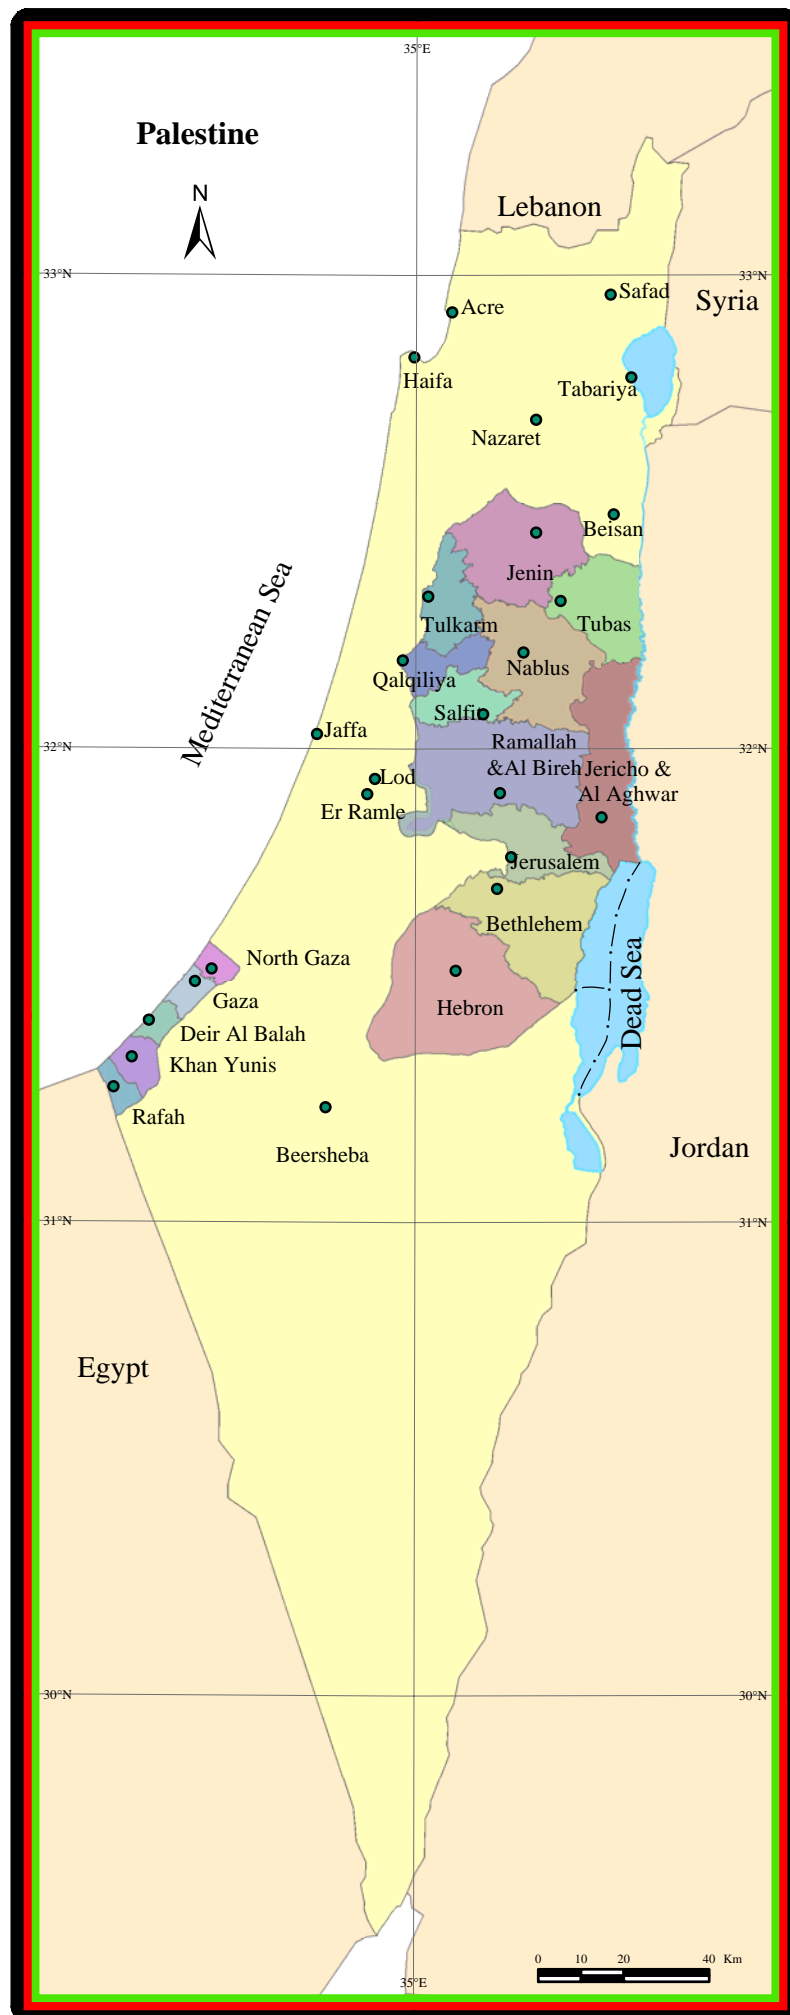 35°E
Palestine
N
Lebanon
33°N
33°N
Safad
Syria
Acre
Haifa
Tabariya
Nazaret
Beisan
Jenin
Mediterranean Sea
Tulkarm
Tubas
Nablus
Qalqiliya
Salfit
Jaffa
Ramallah
&Al Bireh
32°N
32°N
Jericho &
Al Aghwar
Lod
Er Ramle
Jerusalem
Bethlehem
North Gaza
Gaza
Dead Sea
Hebron
Deir Al Balah
Khan Yunis
Rafah
Beersheba
Jordan
31°N
31°N
Egypt
30°N
30°N
0 10 20 40 Km
35°E